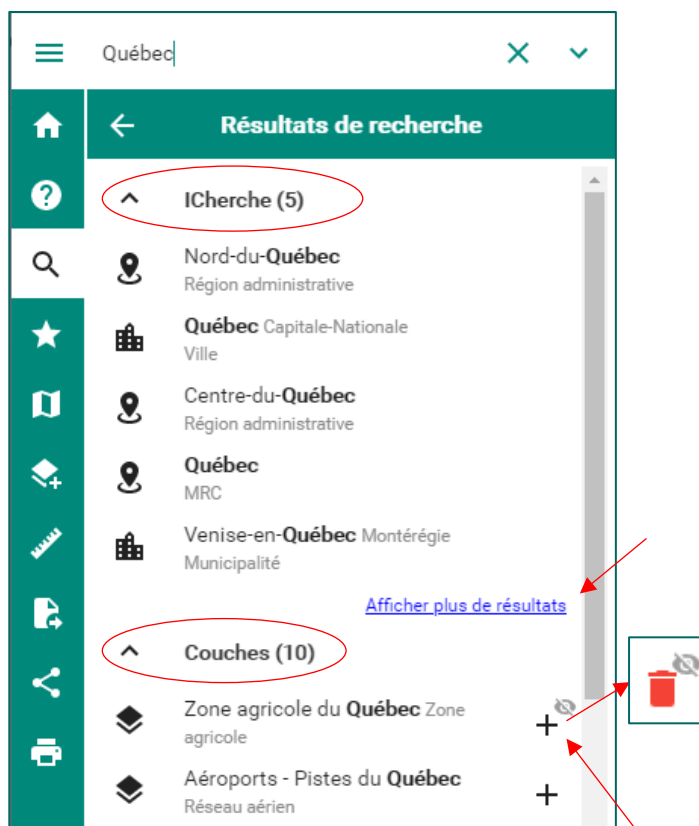 Québec
Résultats de recherche
ICherche (5)
Nord-du-Québec
Région administrative
Québec Capitale-Nationale
Ville
Centre-du-Québec
Région administrative
Québec
MRC
Venise-en-Québec Montérégie
Municipalité
Afficher plus de résultats
Couches (10)
Zone agricole du Québec Zone
agricole
Aéroports - Pistes du Québec
Réseau aérien